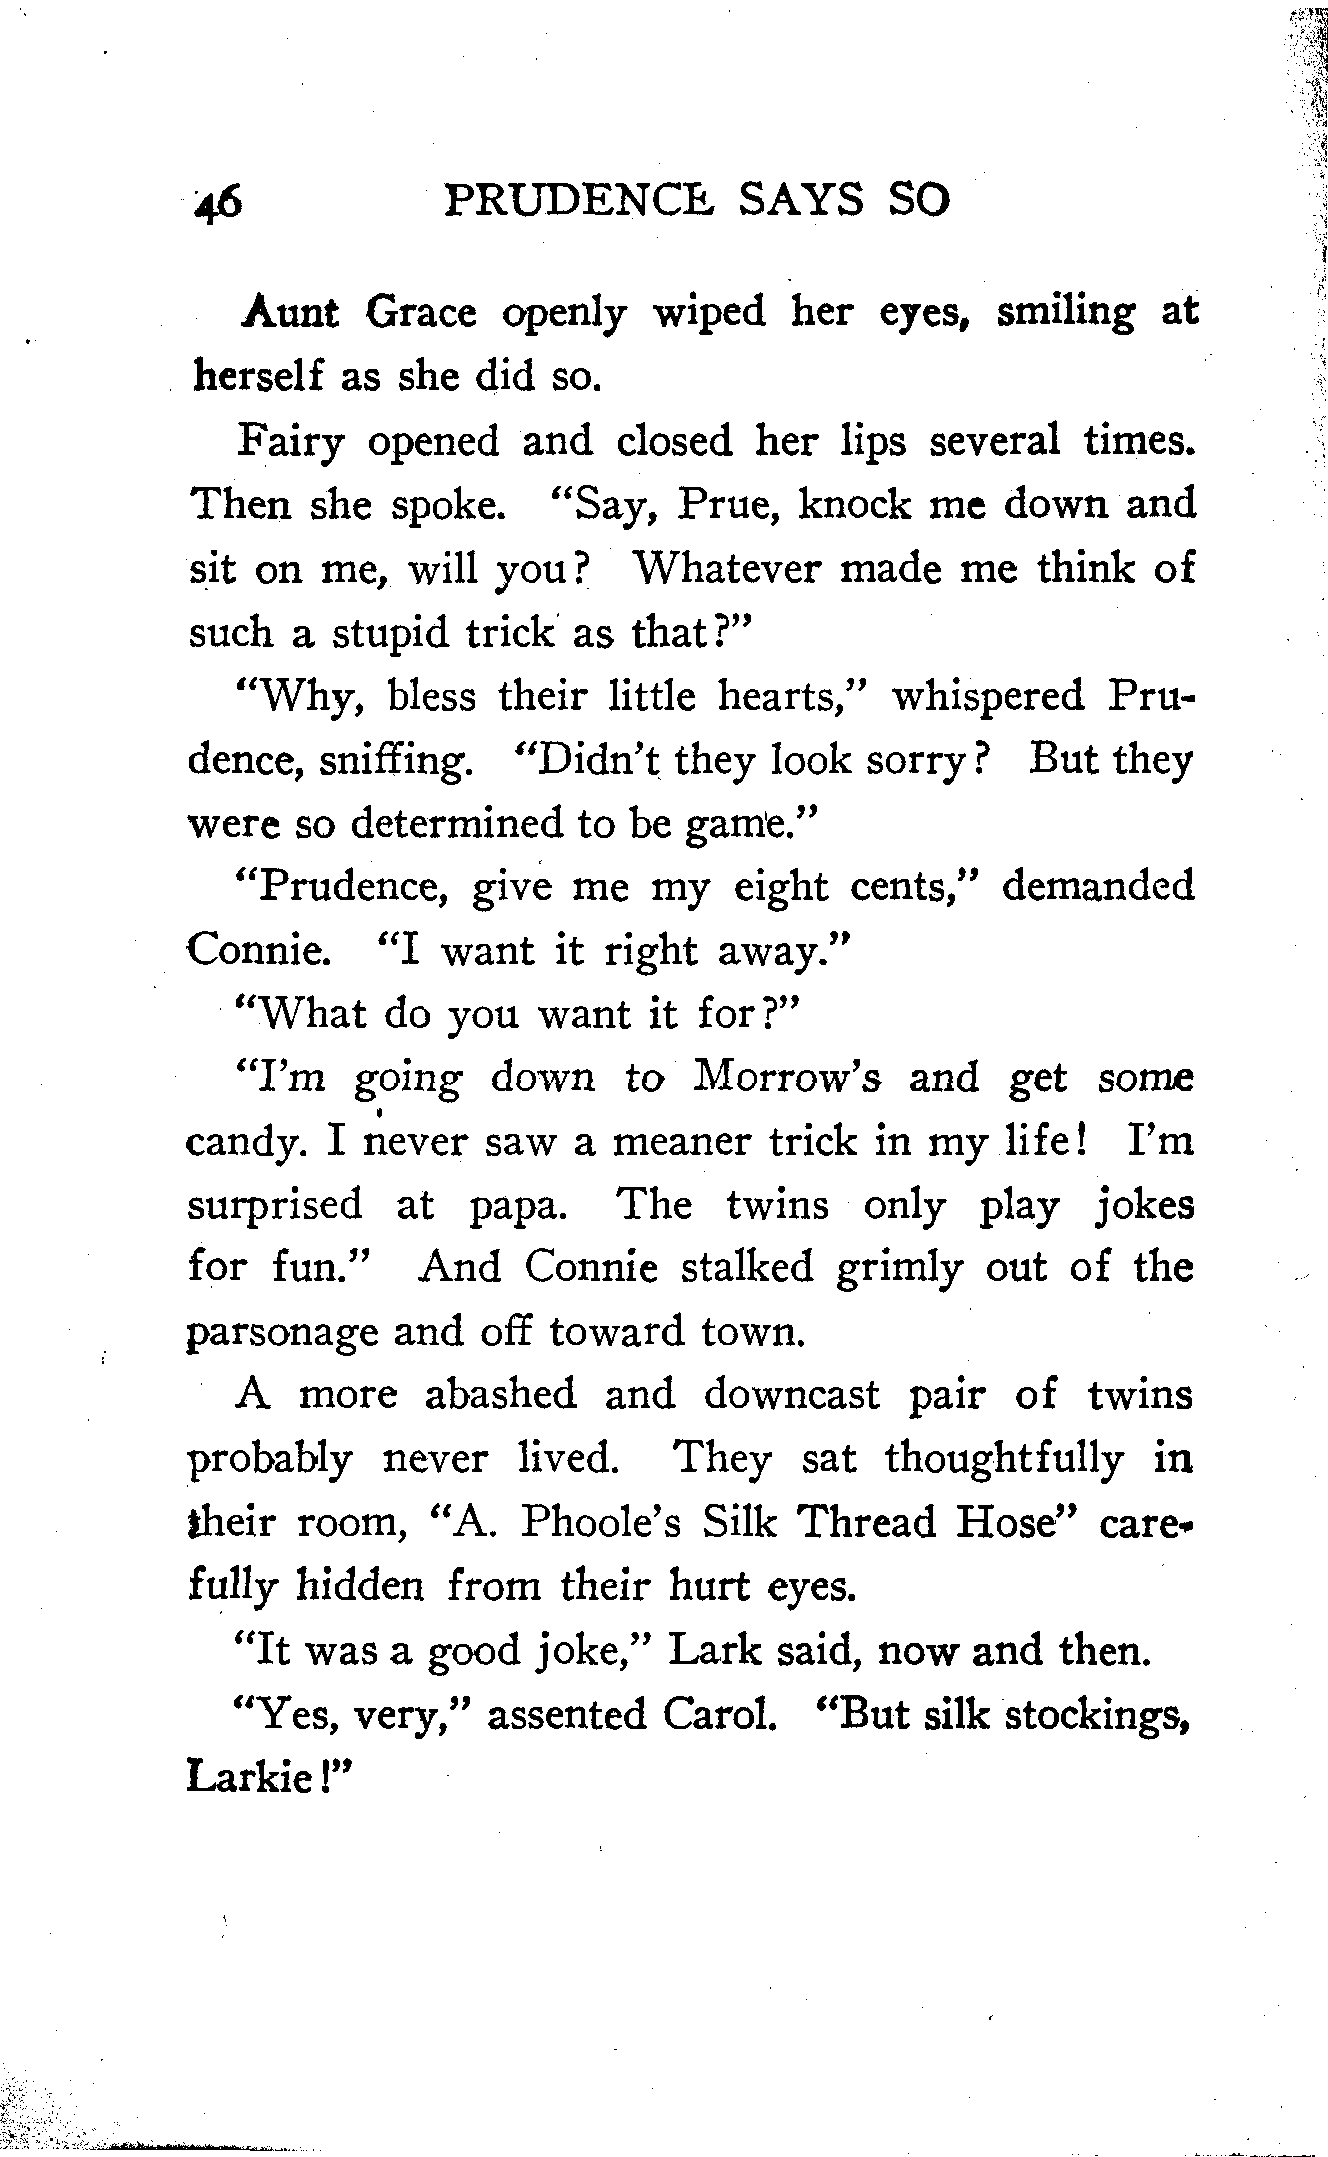 46 PRUDENCE SAYS SO
Aunt Grace openly wiped her eyes, smiling at
herself as she did so.
Fairy opened and closed her lips several times.
Then she spoke. “Say, Prue, knock me down and
sit on me, will you? Whatever made me think of
such a stupid trick as that?”
“Why, bless their little hearts,” whispered Pru-
dence, sniffing. “Didn’t they look sorry? But they
were so determined to be game.”
“Prudence, give me my eight cents,” demanded
Connie. “I want it right away.”
“What do you want it for?”
“I’m going down to Morrow’s and get some
candy. I never saw a meaner trick in my life! I’m
surprised at papa. The twins only play jokes
for fun.” And Connie stalked grimly out of the
parsonage and off toward town.
A more abashed and downcast pair of twins
probably never lived. They sat thoughtfully in
their room, “A. Phoole’s Silk Thread Hose” care-
fully hidden from their hurt eyes.
“It was a good joke,” Lark said, now and then.
“Yes, very,” assented Carol. “But silk stockings,
Larkie!”